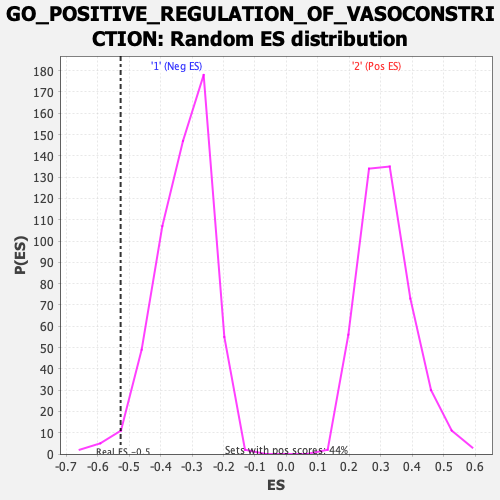 GO_POSITIVE_REGULATION_OF_VASOCONSTRI
CTION: Random ES distribution
'1' (Neg ES)
'2' (Pos ES)
180
170
160
150
140
130
120
110
100
90
80
70
60
50
40
30
20
10
0
P(ES)
Real ES -0.5
Sets with pos scores: 44%
-0.7 -0.6 -0.5 -0.4 -0.3 -0.2 -0.1 0.0 0.1 0.2 0.3 0.4 0.5 0.6
ES